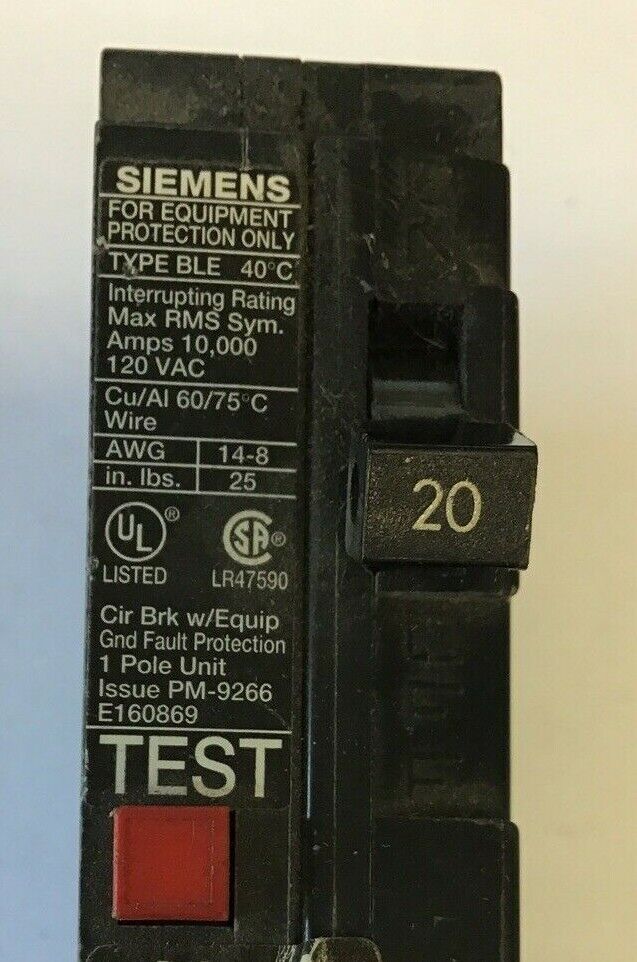 SIEMENS
FOR EQUIPMENT
PROTECTION ONLY
TYPE BLE 40°C
Interrupting Rating
Max RMS Sym.
Amps 10,000
120 VAC
Cu/Al 60/75°C
Wire
AWG 14-8
in. lbs. 25
UL ®
LISTED
SA ®
LR47590
Cir Brk w/Equip
Gnd Fault Protection
1 Pole Unit
Issue PM-9266
E160869
TEST
20